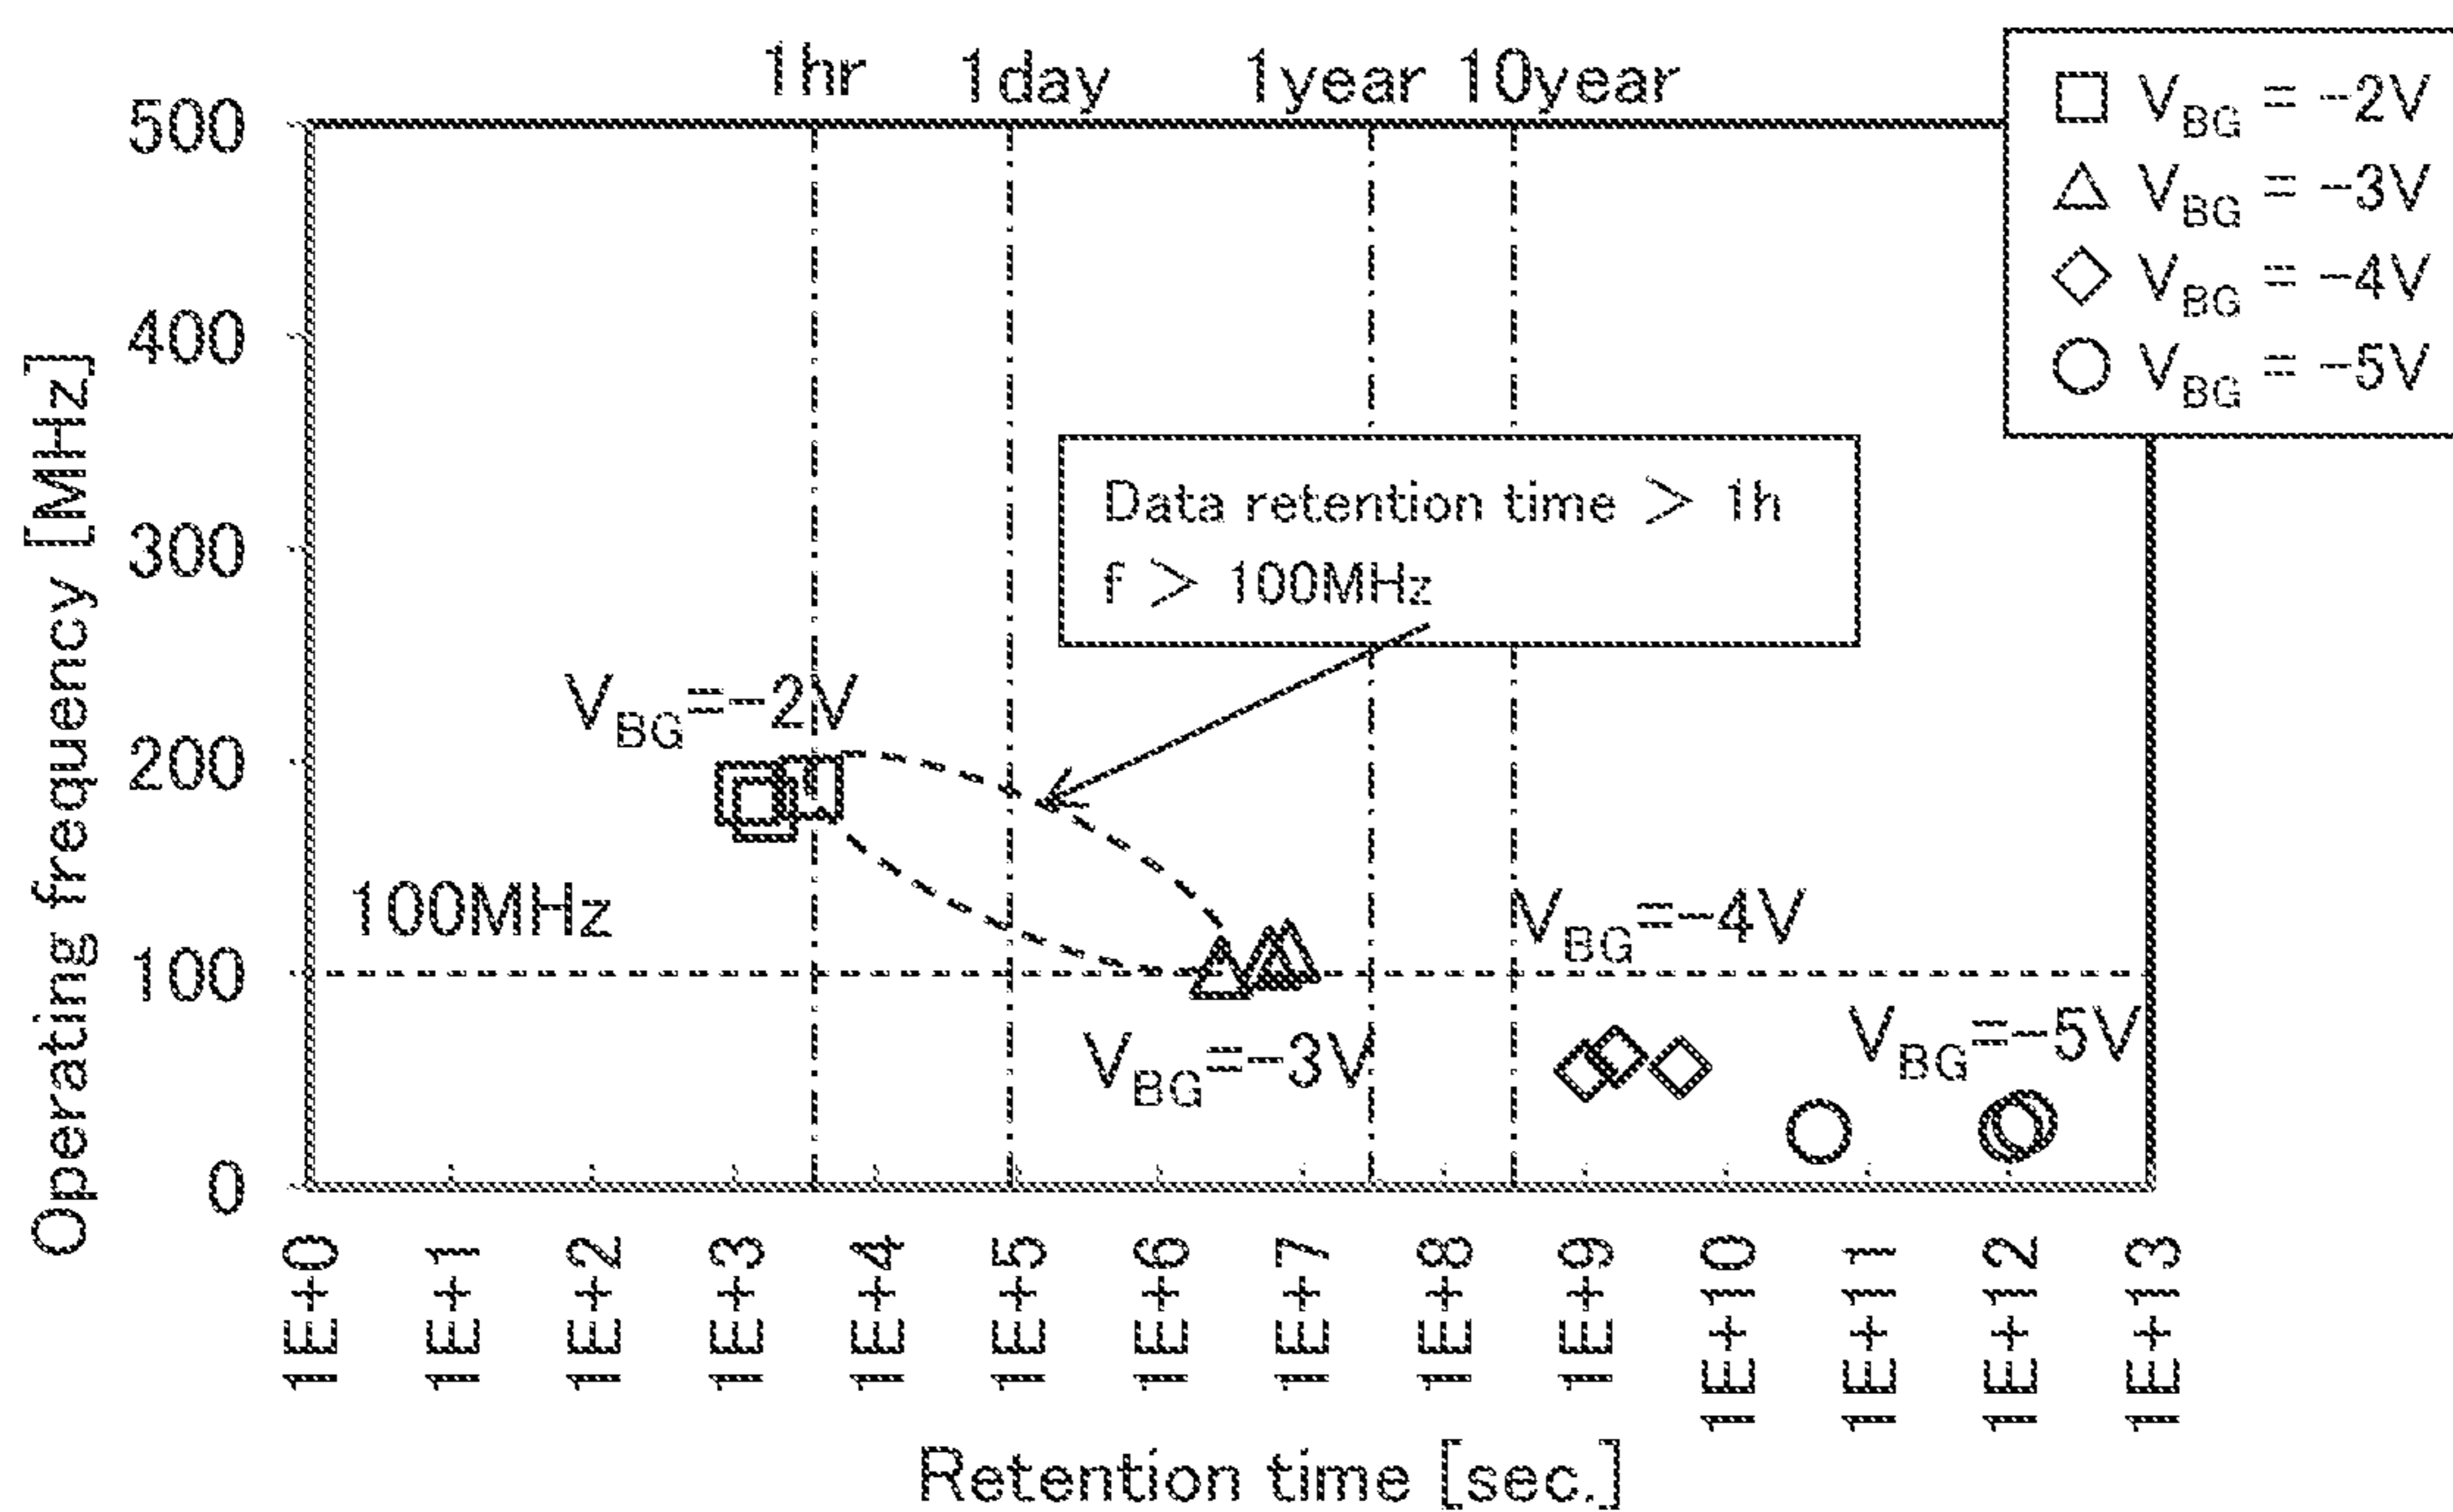 1hr 1day 1year 10year
V_BG = -2V
V_BG = -3V
V_BG = -4V
V_BG = -5V
Operating frequency [MHz]
500
400
300
200
100
0
Data retention time > 1h
f > 100MHz
V_BG=-2V
100MHz
V_BG=-4V
V_BG=-3V
V_BG=-5V
1E+0 1E+1 1E+2 1E+3 1E+4 1E+5 1E+6 1E+7 1E+8 1E+9 1E+10 1E+11 1E+12 1E+13
Retention time [sec.]